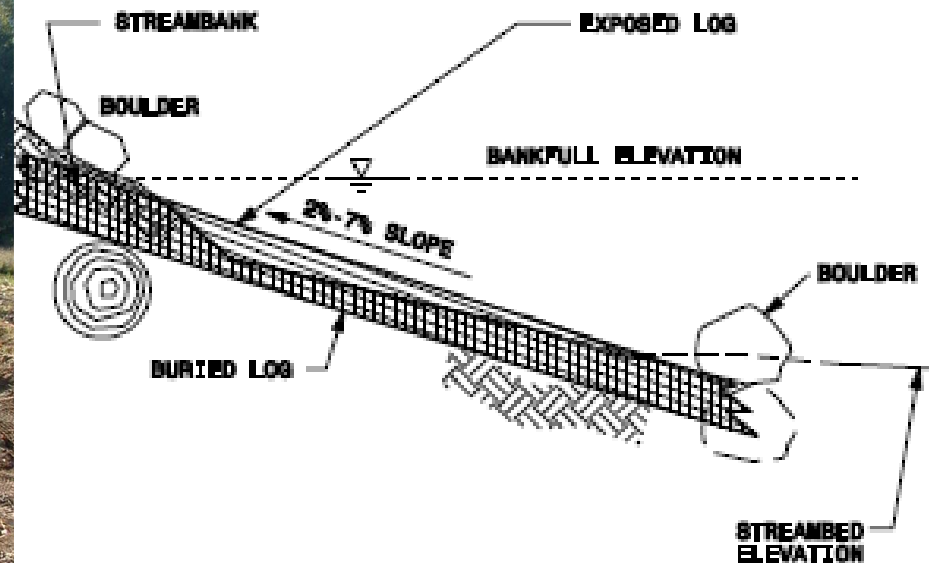 STREAMBANK
EXPOSED LOG
BOULDER
BANKFULL ELEVATION
2%-7% SLOPE
BOULDER
BURIED LOG
STREAMBED
ELEVATION